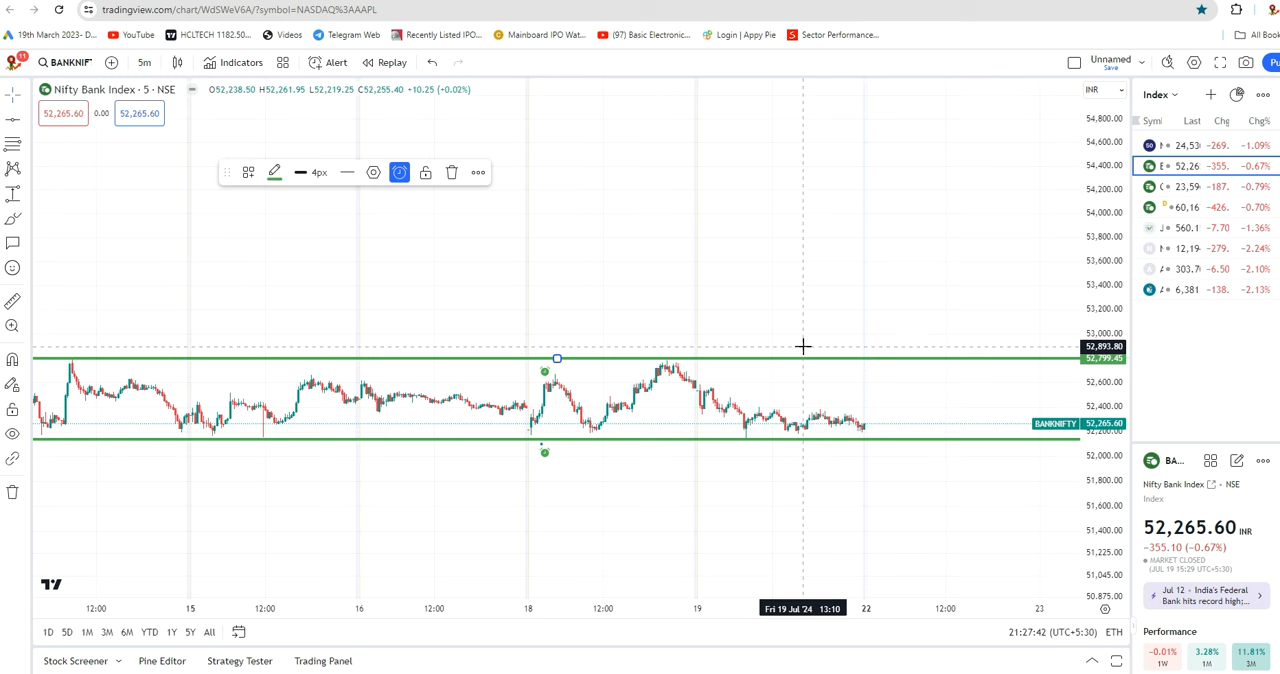 tradingview.com/chart/WdSWeV6A/?symbol=NASDAQ%3AAAPL
19th March 2023- D... YouTube HCLTECH 1182.50... Videos Telegram Web Recently Listed IPO... Mainboard IPO Wat... (97) Basic Electronic... Login | Appy Pie Sector Performance... All Book
11 BANKNIF 5m Indicators Alert Replay Unnamed Save Pu
Nifty Bank Index · 5 · NSE O52,238.50 H52,261.95 L52,219.25 C52,255.40 +10.25 (+0.02%) INR
52,265.60 0.00 52,265.60
4px
54,800.00
54,600.00
54,400.00
54,200.00
54,000.00
53,800.00
53,600.00
53,400.00
53,200.00
53,000.00
52,893.80
52,799.45
52,600.00
52,400.00
BANKNIFTY 52,265.60
52,200.00
52,000.00
51,800.00
51,600.00
51,400.00
51,225.00
51,045.00
50,875.00
12:00 15 12:00 16 12:00 18 12:00 19 Fri 19 Jul '24 13:10 22 12:00 23
1D 5D 1M 3M 6M YTD 1Y 5Y All 21:27:42 (UTC+5:30) ETH
Stock Screener Pine Editor Strategy Tester Trading Panel
Index
Syml Last Chg Chg%
50 24,530 -269. -1.09%
52,26 -355. -0.67%
23,59 -187. -0.79%
D 60,16 -426. -0.70%
J 560.1 -7.70 -1.36%
12,19 -279. -2.24%
303.7 -6.50 -2.10%
6,381 -138. -2.13%
BA...
Nifty Bank Index · NSE
Index
52,265.60 INR
−355.10 (−0.67%)
MARKET CLOSED
(JUL 19 15:29 UTC+5:30)
Jul 12 · India's Federal
Bank hits record high;...
Performance
-0.01% 3.28% 11.81%
1W 1M 3M